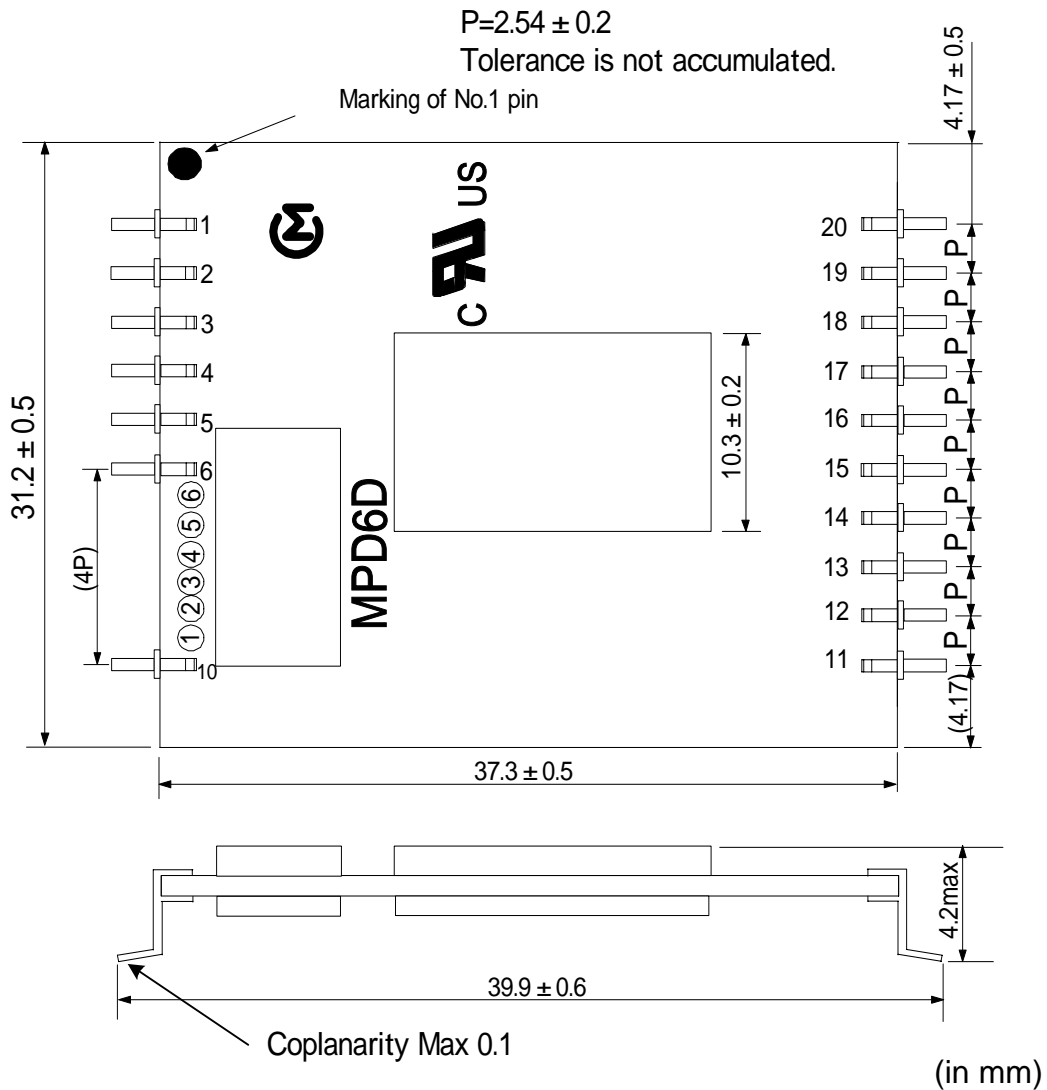 P=2.54 ± 0.2
Tolerance is not accumulated.
Marking of No.1 pin
4.17 ± 0.5
M
C
US
1
2
3
4
5
6
10
20
19
18
17
16
15
14
13
12
11
P
P
P
P
P
P
P
P
P
(4.17)
31.2 ± 0.5
(4P)
①②③④⑤⑥
MPD6D
10.3 ± 0.2
37.3 ± 0.5
4.2max
39.9 ± 0.6
Coplanarity Max 0.1
(in mm)